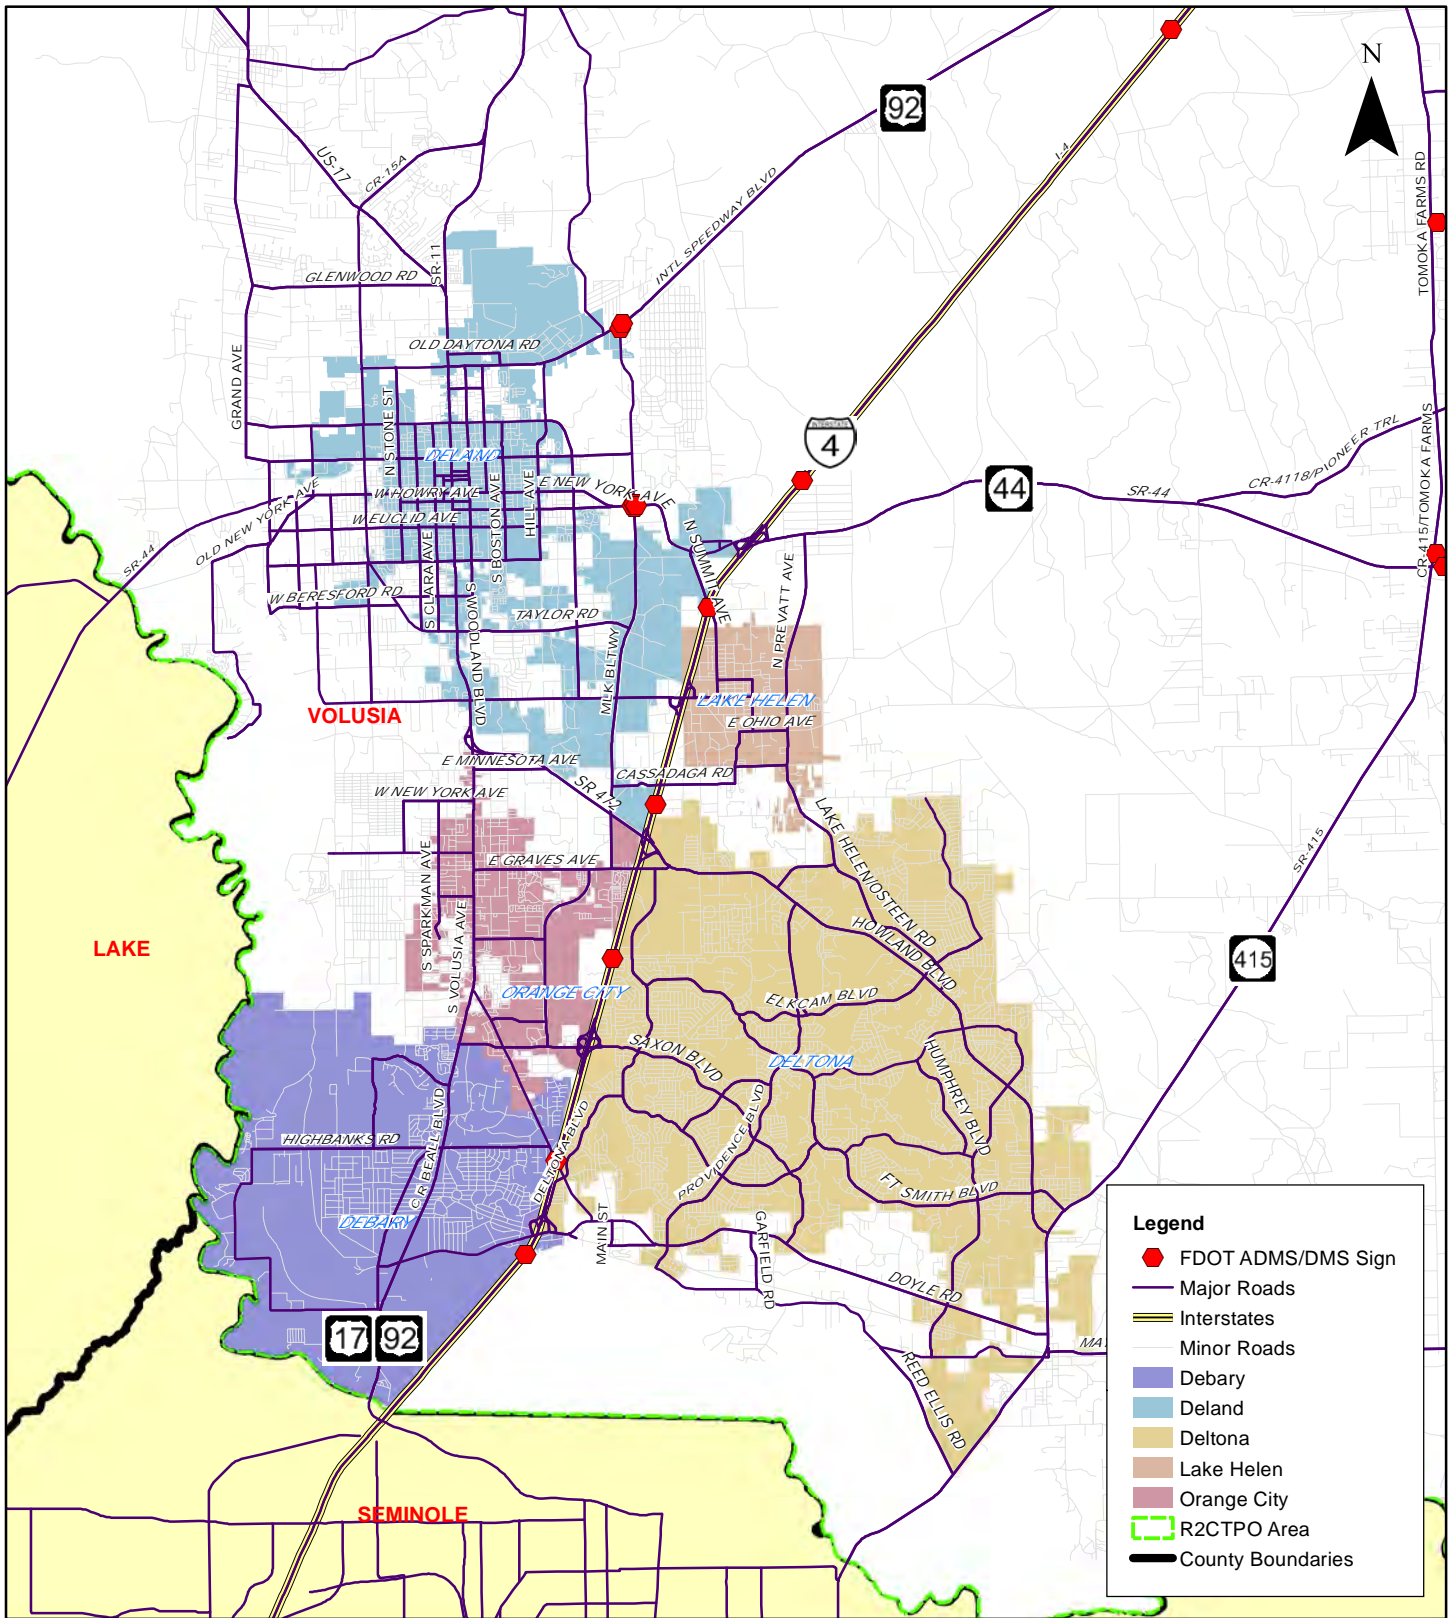 N
92
I-4
US-17
CR-15A
INTL SPEEDWAY BLVD
TOMOKA FARMS RD
SR-11
GLENWOOD RD
OLD DAYTONA RD
GRAND AVE
N STONE ST
INTERSTATE
4
CR-415/TOMOKA FARMS
CR-4118/PIONEER TRL
DELAND
44
SR-44
W HOWRY AVE
E NEW YORK AVE
OLD NEW YORK AVE
W EUCLID AVE
S BOSTON AVE
HILL AVE
N SUMMIT AVE
SR-44
S CLARA AVE
W BERESFORD RD
S WOODLAND BLVD
TAYLOR RD
N PREVATT AVE
MLK BLTWY
LAKE HELEN
VOLUSIA
E OHIO AVE
E MINNESOTA AVE
CASSADAGA RD
W NEW YORK AVE
SR 472
LAKE HELEN/OSTEEN RD
SR-415
E GRAVES AVE
S SPARKMAN AVE
S VOLUSIA AVE
HOWLAND BLVD
LAKE
415
ORANGE CITY
ELKCAM BLVD
SAXON BLVD
DELTONA
HUMPHREY BLVD
C R BEALL BLVD
DELTONA BLVD
PROVIDENCE BLVD
HIGHBANKS RD
FT SMITH BLVD
DEBARY
MAIN ST
GARFIELD RD
DOYLE RD
17 92
MAY
REED ELLIS RD
SEMINOLE
Legend
FDOT ADMS/DMS Sign
Major Roads
Interstates
Minor Roads
Debary
Deland
Deltona
Lake Helen
Orange City
R2CTPO Area
County Boundaries